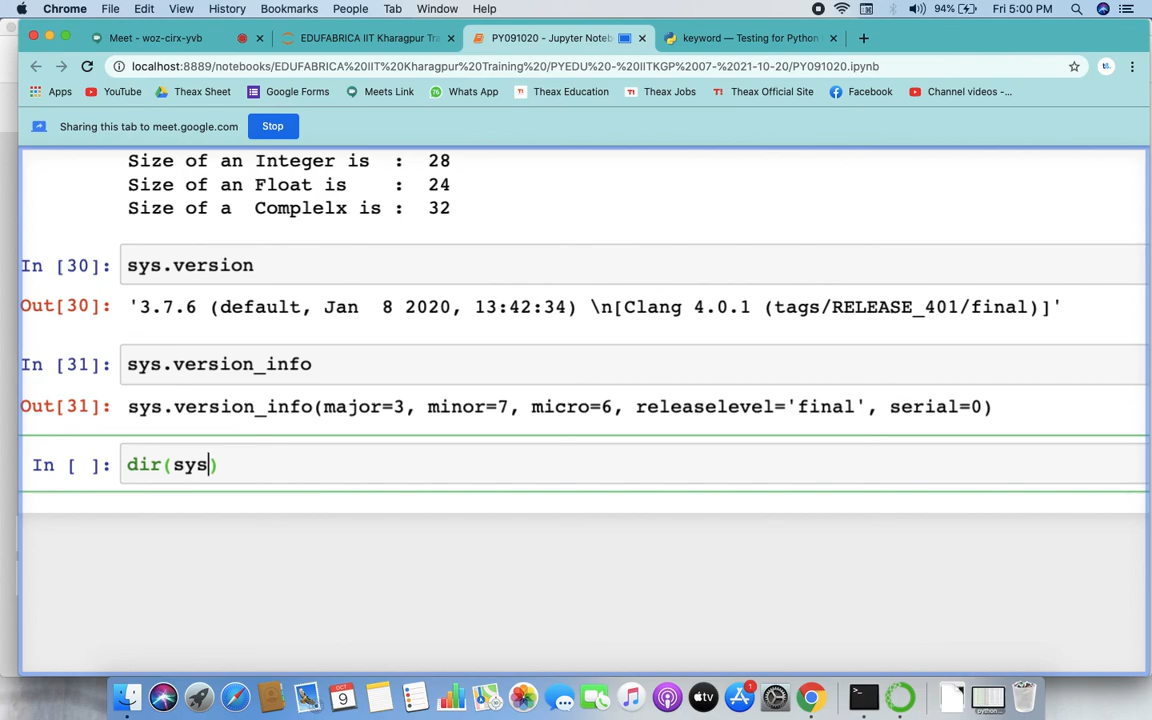 Chrome File Edit View History Bookmarks People Tab Window Help 94% Fri 5:00 PM
Meet - woz-cirx-yvb EDUFABRICA IIT Kharagpur Tra PY091020 - Jupyter Noteb keyword — Testing for Python
localhost:8889/notebooks/EDUFABRICA%20IIT%20Kharagpur%20Training%20/PYEDU%20-%20IITKGP%2007-%2021-10-20/PY091020.ipynb
Apps YouTube Theax Sheet Google Forms Meets Link Whats App Theax Education Theax Jobs Theax Official Site Facebook Channel videos -...
Sharing this tab to meet.google.com Stop
Size of an Integer is : 28
Size of an Float is : 24
Size of a Complelx is : 32
In [30]: sys.version
Out[30]: '3.7.6 (default, Jan 8 2020, 13:42:34) \n[Clang 4.0.1 (tags/RELEASE_401/final)]'
In [31]: sys.version_info
Out[31]: sys.version_info(major=3, minor=7, micro=6, releaselevel='final', serial=0)
In [ ]: dir(sys)